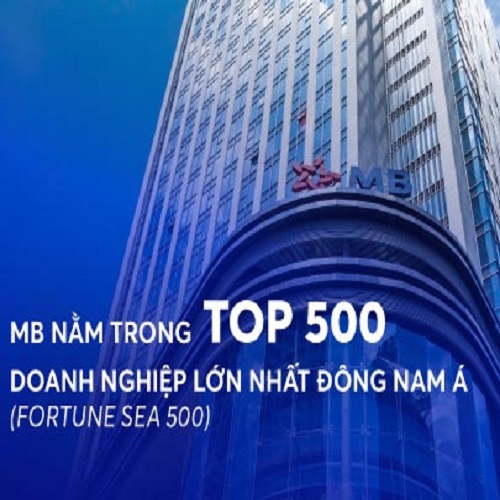 MB
MB NẰM TRONG TOP 500
DOANH NGHIỆP LỚN NHẤT ĐÔNG NAM Á
(FORTUNE SEA 500)